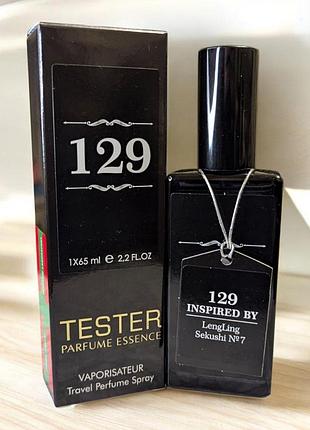 129
1X65 ml ℮ 2,2 FL.OZ
TESTER
PARFUME ESSENCE
VAPORISATEUR
Travel Perfume Spray
129
INSPIRED BY
LengLing
Sekushi №7